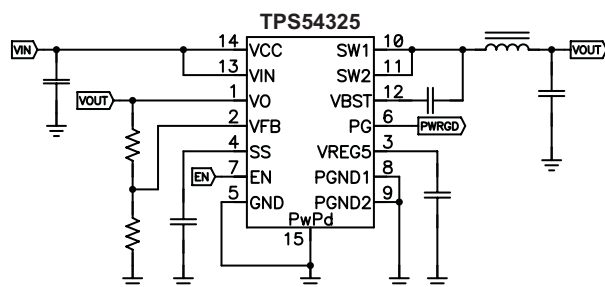 TPS54325
VIN
14
VCC
SW1
10
VOUT
13
VIN
SW2
11
VOUT
1
VO
VBST
12
2
VFB
PG
6
PWRGD
4
SS
VREG5
3
EN
7
EN
PGND1
8
5
GND
PGND2
9
PwPd
15